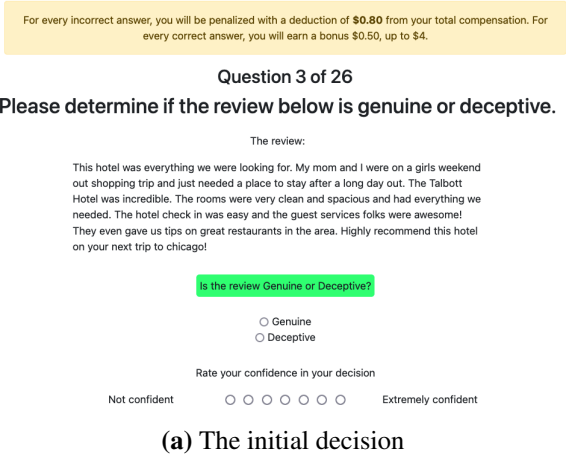 For every incorrect answer, you will be penalized with a deduction of $0.80 from your total compensation. For
every correct answer, you will earn a bonus $0.50, up to $4.
Question 3 of 26
Please determine if the review below is genuine or deceptive.
The review:
This hotel was everything we were looking for. My mom and I were on a girls weekend
out shopping trip and just needed a place to stay after a long day out. The Talbott
Hotel was incredible. The rooms were very clean and spacious and had everything we
needed. The hotel check in was easy and the guest services folks were awesome!
They even gave us tips on great restaurants in the area. Highly recommend this hotel
on your next trip to chicago!
Is the review Genuine or Deceptive?
Genuine
Deceptive
Rate your confidence in your decision
Not confident Extremely confident
(a) The initial decision